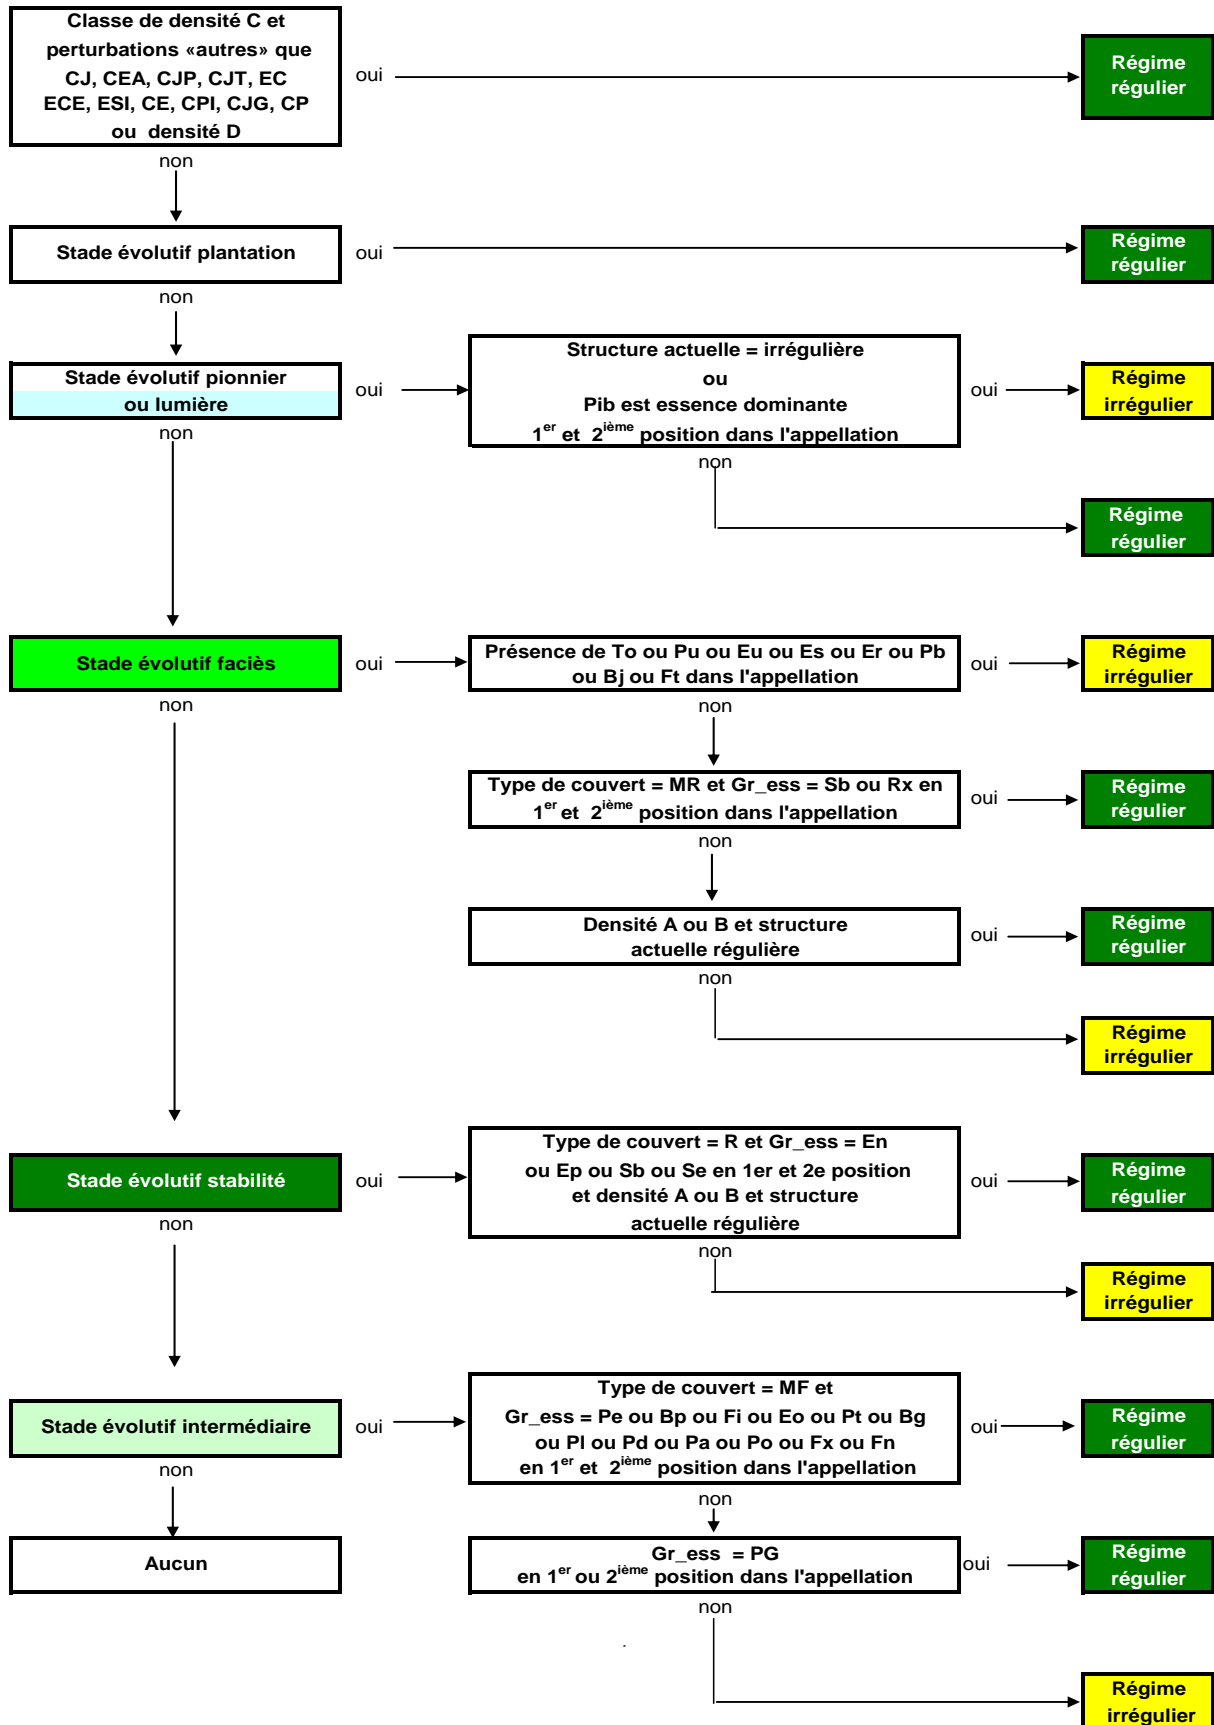 Classe de densité C et
perturbations «autres» que
CJ, CEA, CJP, CJT, EC
ECE, ESI, CE, CPI, CJG, CP
ou densité D
oui
Régime
régulier
non
Stade évolutif plantation
oui
Régime
régulier
non
Stade évolutif pionnier
ou lumière
oui
Structure actuelle = irrégulière
ou
Pib est essence dominante
1er et 2ième position dans l'appellation
oui
Régime
irrégulier
non
non
Régime
régulier
Stade évolutif faciès
oui
Présence de To ou Pu ou Eu ou Es ou Er ou Pb
ou Bj ou Ft dans l'appellation
oui
Régime
irrégulier
non
non
Type de couvert = MR et Gr_ess = Sb ou Rx en
1er et 2ième position dans l'appellation
oui
Régime
régulier
non
Densité A ou B et structure
actuelle régulière
oui
Régime
régulier
non
Régime
irrégulier
Stade évolutif stabilité
oui
Type de couvert = R et Gr_ess = En
ou Ep ou Sb ou Se en 1er et 2e position
et densité A ou B et structure
actuelle régulière
oui
Régime
régulier
non
non
Régime
irrégulier
Stade évolutif intermédiaire
oui
Type de couvert = MF et
Gr_ess = Pe ou Bp ou Fi ou Eo ou Pt ou Bg
ou Pl ou Pd ou Pa ou Po ou Fx ou Fn
en 1er et 2ième position dans l'appellation
oui
Régime
régulier
non
non
Aucun
Gr_ess = PG
en 1er ou 2ième position dans l'appellation
oui
Régime
régulier
non
Régime
irrégulier